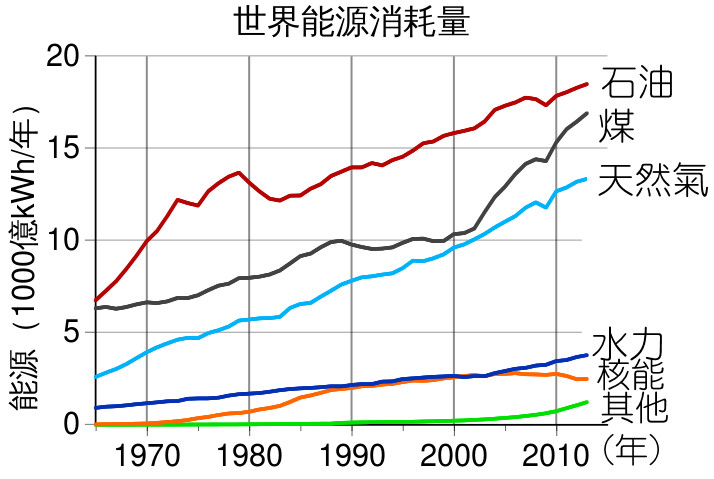 世界能源消耗量
能源（1000億kWh/年）
20
15
10
5
0
石油
煤
天然氣
水力
核能
其他
1970 1980 1990 2000 2010 (年)